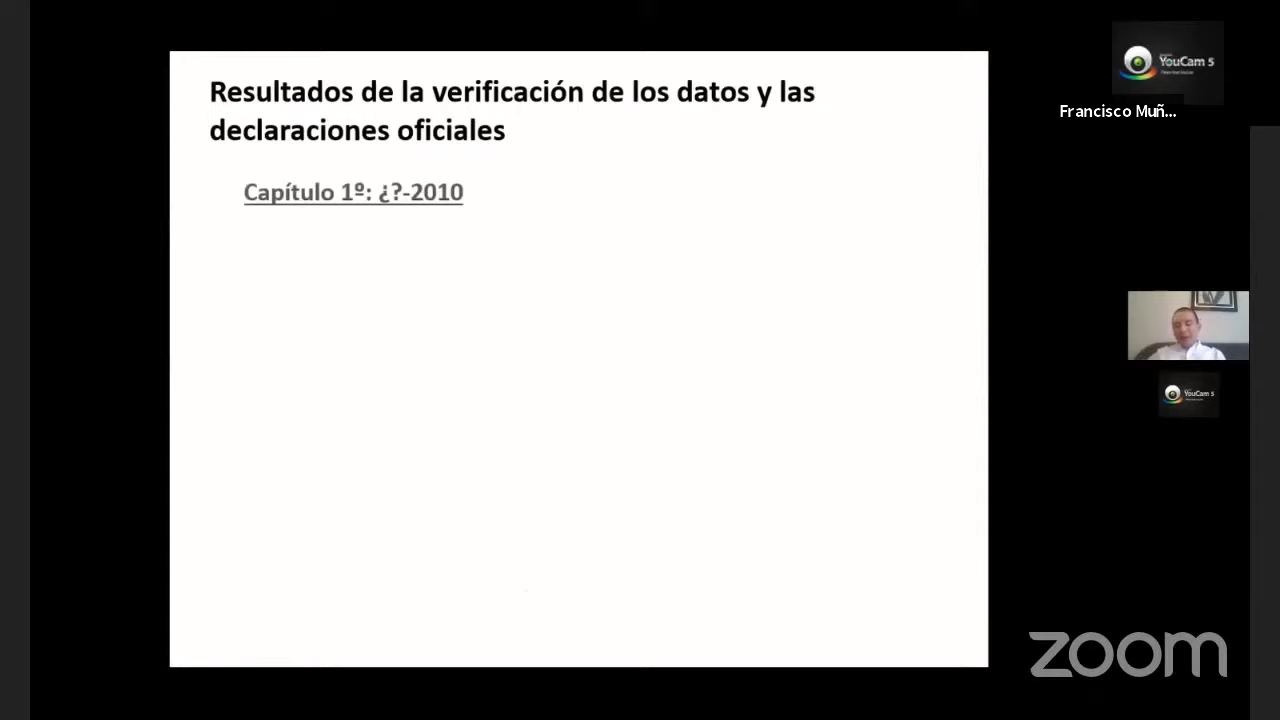 Resultados de la verificación de los datos y las
declaraciones oficiales
Capítulo 1º: ¿?-2010
YouCam 5
Francisco Muñ...
YouCam 5
zoom